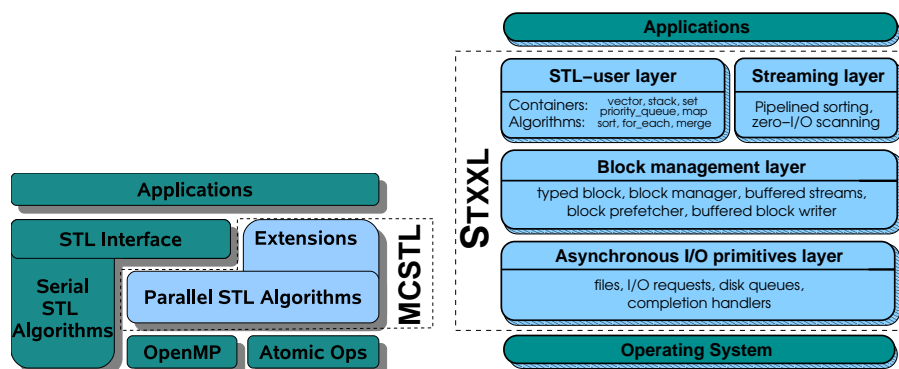 Applications
STL Interface
Extensions
Serial
STL
Algorithms
Parallel STL Algorithms
MCSTL
OpenMP
Atomic Ops
Applications
STXXL
STL–user layer
Containers: vector, stack, set
priority_queue, map
Algorithms: sort, for_each, merge
Streaming layer
Pipelined sorting,
zero–I/O scanning
Block management layer
typed block, block manager, buffered streams,
block prefetcher, buffered block writer
Asynchronous I/O primitives layer
files, I/O requests, disk queues,
completion handlers
Operating System